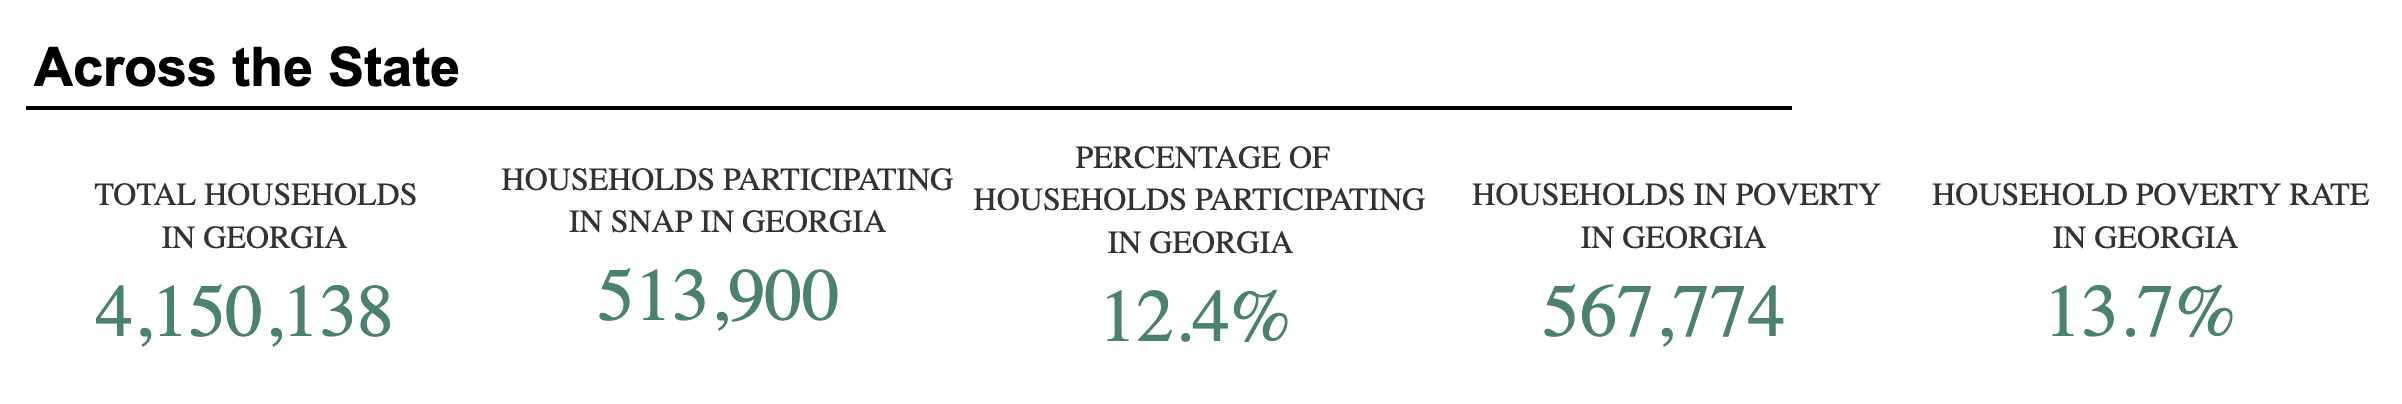 Across the State
TOTAL HOUSEHOLDS
IN GEORGIA
4,150,138
HOUSEHOLDS PARTICIPATING
IN SNAP IN GEORGIA
513,900
PERCENTAGE OF
HOUSEHOLDS PARTICIPATING
IN GEORGIA
12.4%
HOUSEHOLDS IN POVERTY
IN GEORGIA
567,774
HOUSEHOLD POVERTY RATE
IN GEORGIA
13.7%